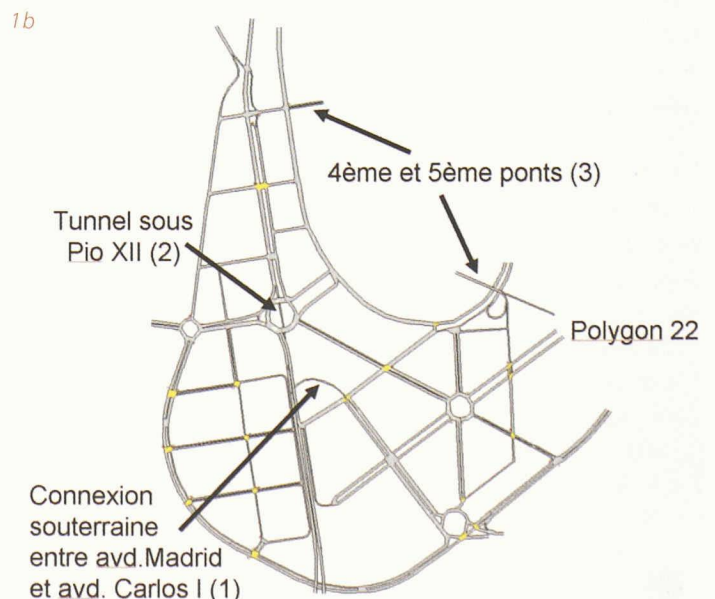 1b
4ème et 5ème ponts (3)
Tunnel sous
Pio XII (2)
Polygon 22
Connexion
souterraine
entre avd.Madrid
et avd. Carlos I (1)